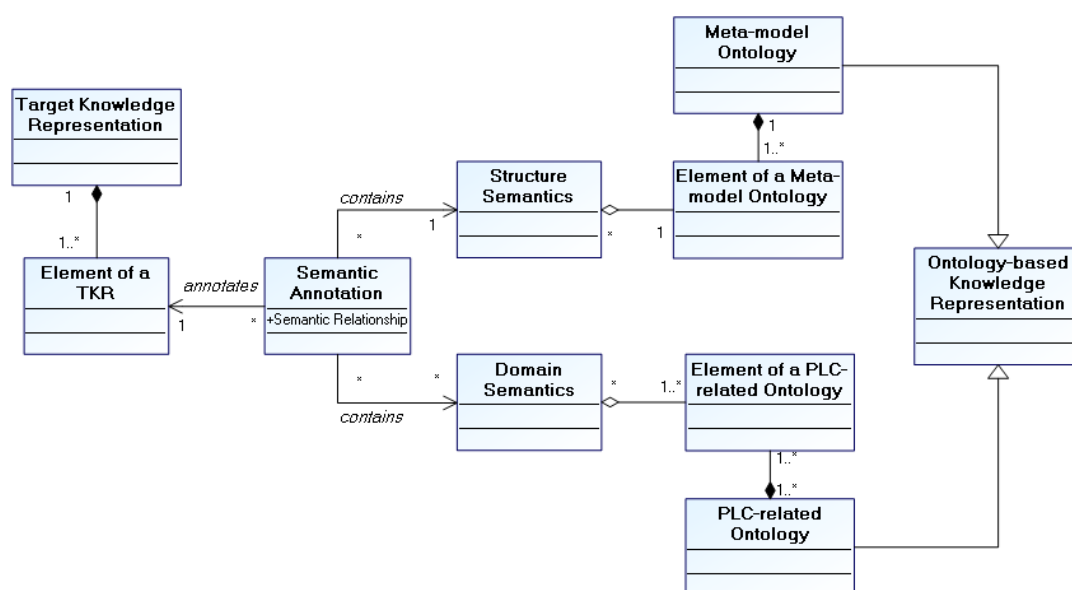 Meta-model
Ontology
1
1..*
Target Knowledge
Representation
1
1..*
Structure
Semantics
Element of a Meta-
model Ontology
contains
*
1
*
1
Element of a
TKR
annotates
1
*
Semantic
Annotation
+Semantic Relationship
Ontology-based
Knowledge
Representation
*
*
contains
Domain
Semantics
*
1..*
Element of a PLC-
related Ontology
1..*
1..*
PLC-related
Ontology